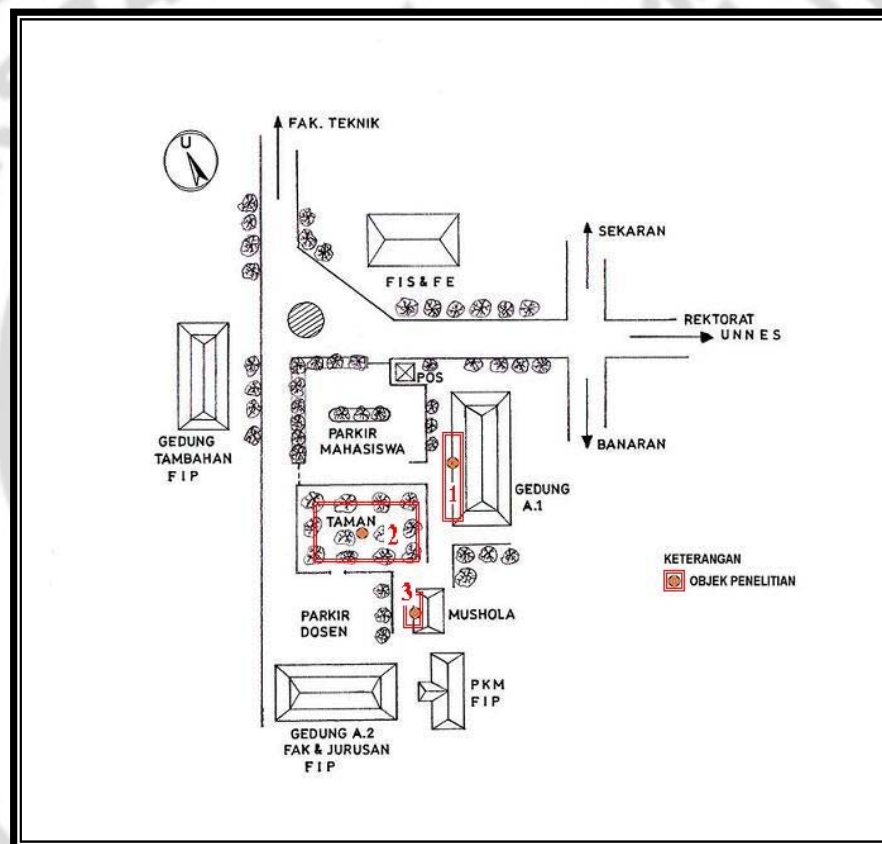 FAK. TEKNIK
U
SEKARAN
FIS & FE
REKTORAT
UNNES
POS
PARKIR
MAHASISWA
GEDUNG
TAMBAHAN
FIP
BANARAN
1
GEDUNG
A.1
TAMAN
2
KETERANGAN
OBJEK PENELITIAN
3
PARKIR
DOSEN
MUSHOLA
PKM
FIP
GEDUNG A.2
FAK & JURUSAN
FIP